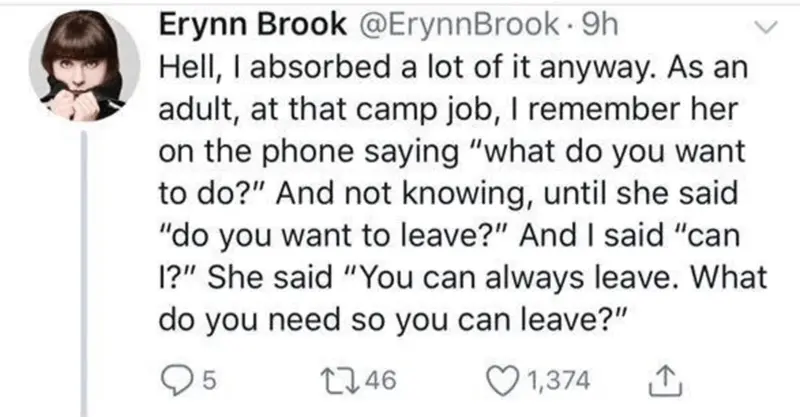 Erynn Brook @ErynnBrook · 9h
Hell, I absorbed a lot of it anyway. As an
adult, at that camp job, I remember her
on the phone saying “what do you want
to do?" And not knowing, until she said
“do you want to leave?" And I said “can
I?" She said “You can always leave. What
do you need so you can leave?"
5 46 1,374